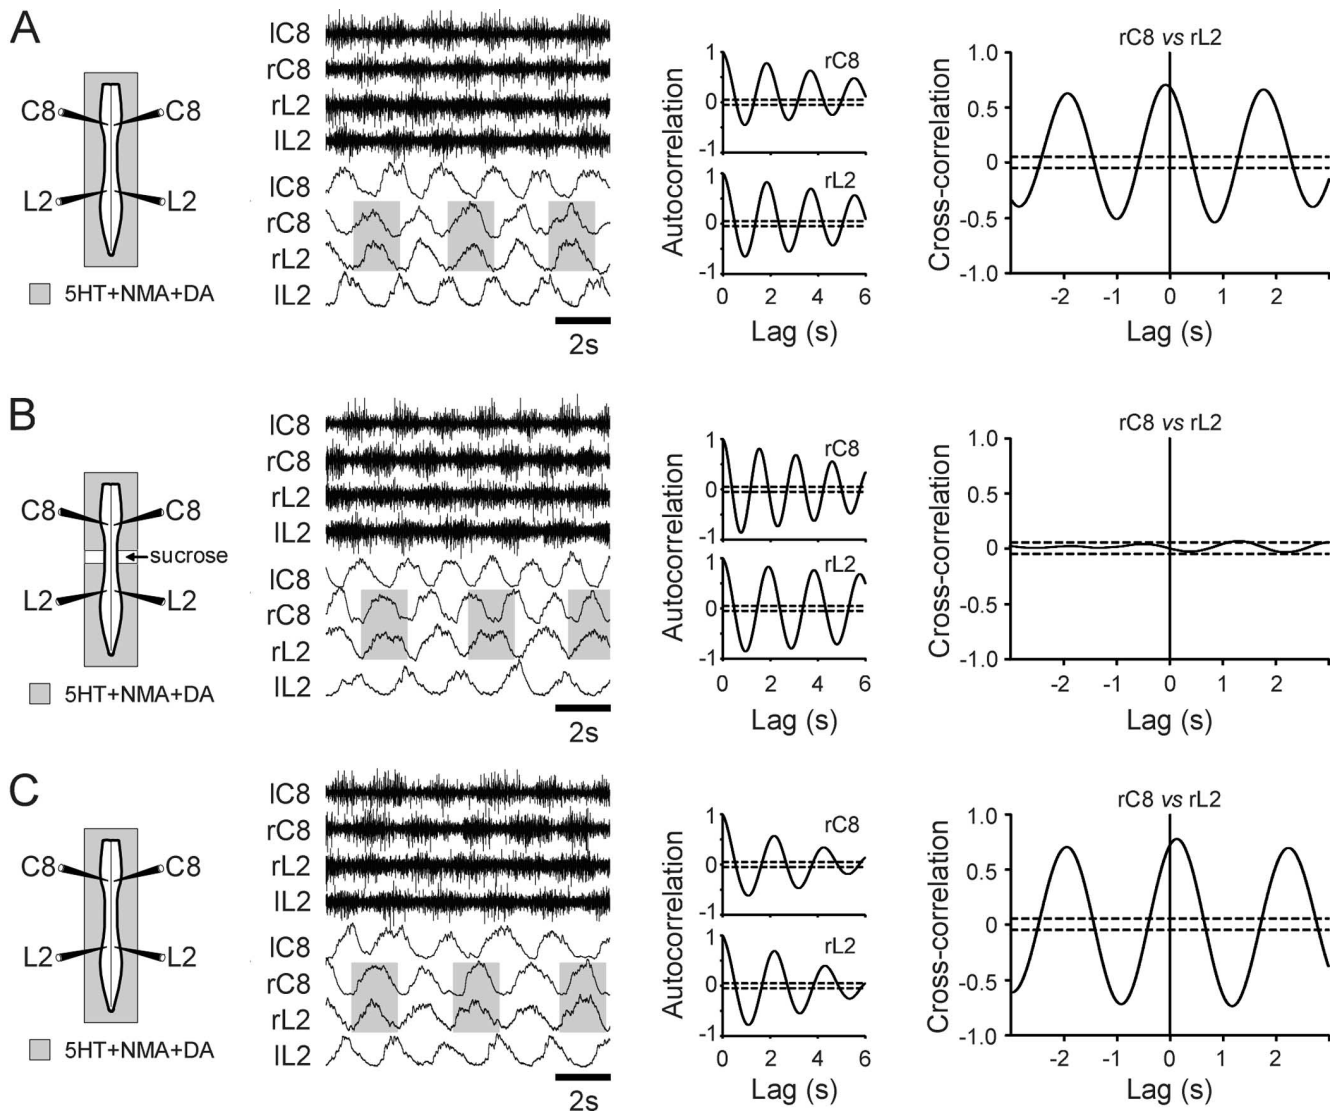 A
C8
C8
L2
L2
5HT+NMA+DA
lC8
rC8
rL2
lL2
lC8
rC8
rL2
lL2
2s
Autocorrelation
1
0
-1
rC8
1
0
-1
rL2
0 2 4 6
Lag (s)
rC8 vs rL2
Cross-correlation
1.0
0.5
0
-0.5
-1.0
-2 -1 0 1 2
Lag (s)
B
C8
C8
sucrose
L2
L2
5HT+NMA+DA
lC8
rC8
rL2
lL2
lC8
rC8
rL2
lL2
2s
Autocorrelation
1
0
-1
rC8
1
0
-1
rL2
0 2 4 6
Lag (s)
rC8 vs rL2
Cross-correlation
1.0
0.5
0
-0.5
-1.0
-2 -1 0 1 2
Lag (s)
C
C8
C8
L2
L2
5HT+NMA+DA
lC8
rC8
rL2
lL2
lC8
rC8
rL2
lL2
2s
Autocorrelation
1
0
-1
rC8
1
0
-1
rL2
0 2 4 6
Lag (s)
rC8 vs rL2
Cross-correlation
1.0
0.5
0
-0.5
-1.0
-2 -1 0 1 2
Lag (s)